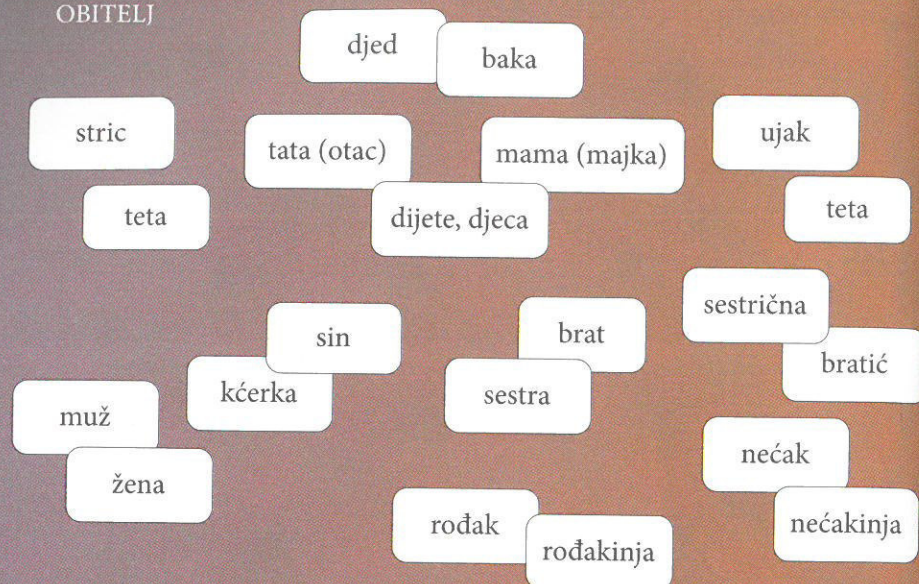 OBITELJ
djed
baka
stric
tata (otac)
mama (majka)
ujak
teta
dijete, djeca
teta
sin
brat
sestrična
kćerka
sestra
bratić
muž
žena
nećak
rođak
rođakinja
nećakinja